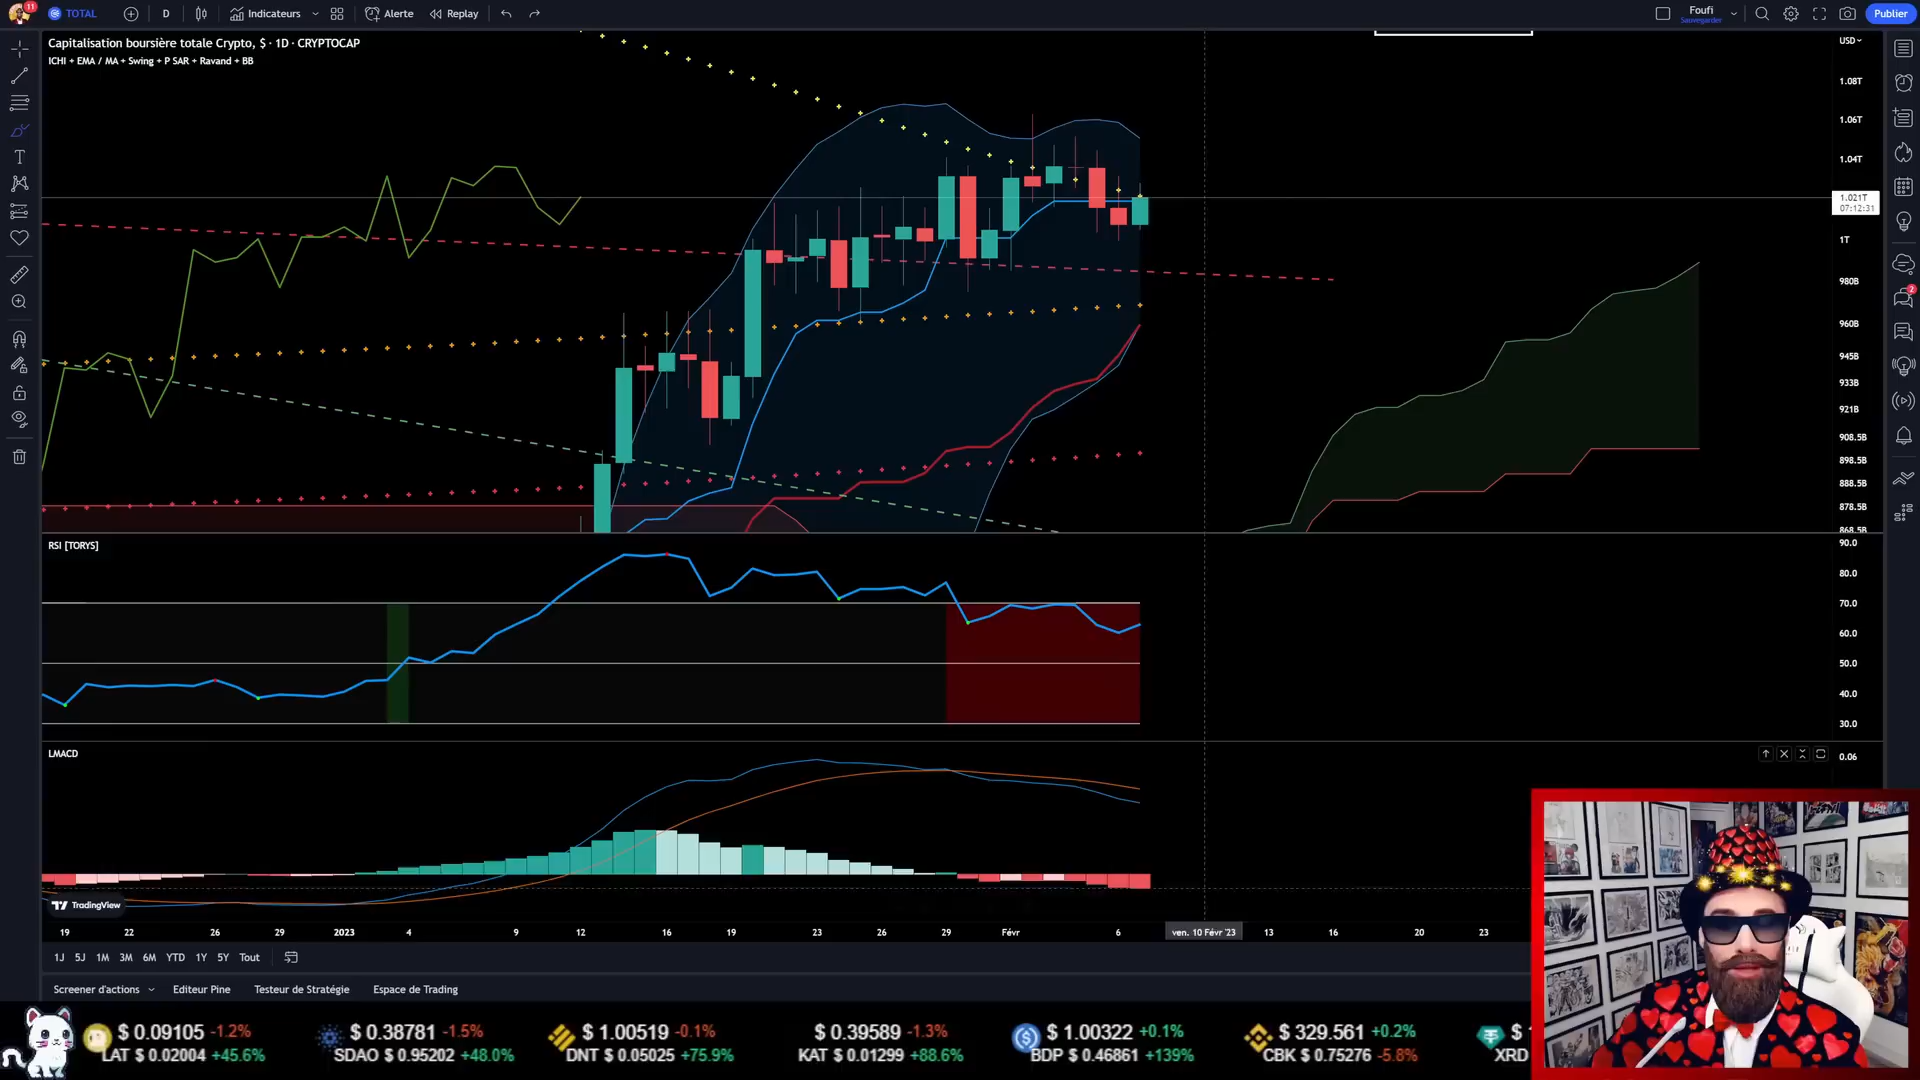 11
TOTAL
D
Indicateurs
Alerte
Replay
Foufi
Sauvegarder
Publier
Capitalisation boursière totale Crypto, $ · 1D · CRYPTOCAP
ICHI + EMA / MA + Swing + P SAR + Ravand + BB
USD
1.08T
1.06T
1.04T
1.021T
07:12:31
1T
980B
960B
945B
933B
921B
908.5B
898.5B
888.5B
878.5B
868.5B
2
RSI [TORYS]
90.0
80.0
70.0
60.0
50.0
40.0
30.0
LMACD
0.06
TradingView
19
22
26
29
2023
4
9
12
16
19
23
26
29
Févr
6
ven. 10 Févr '23
13
16
20
23
1J
5J
1M
3M
6M
YTD
1Y
5Y
Tout
Screener d'actions
Editeur Pine
Testeur de Stratégie
Espace de Trading
$ 0.09105 -1.2%
$ 0.38781 -1.5%
$ 1.00519 -0.1%
$ 0.39589 -1.3%
$ 1.00322 +0.1%
$ 329.561 +0.2%
LAT $ 0.02004 +45.6%
SDAO $ 0.95202 +48.0%
DNT $ 0.05025 +75.9%
KAT $ 0.01299 +88.6%
BDP $ 0.46861 +139%
CBK $ 0.75276 -5.8%
XRD